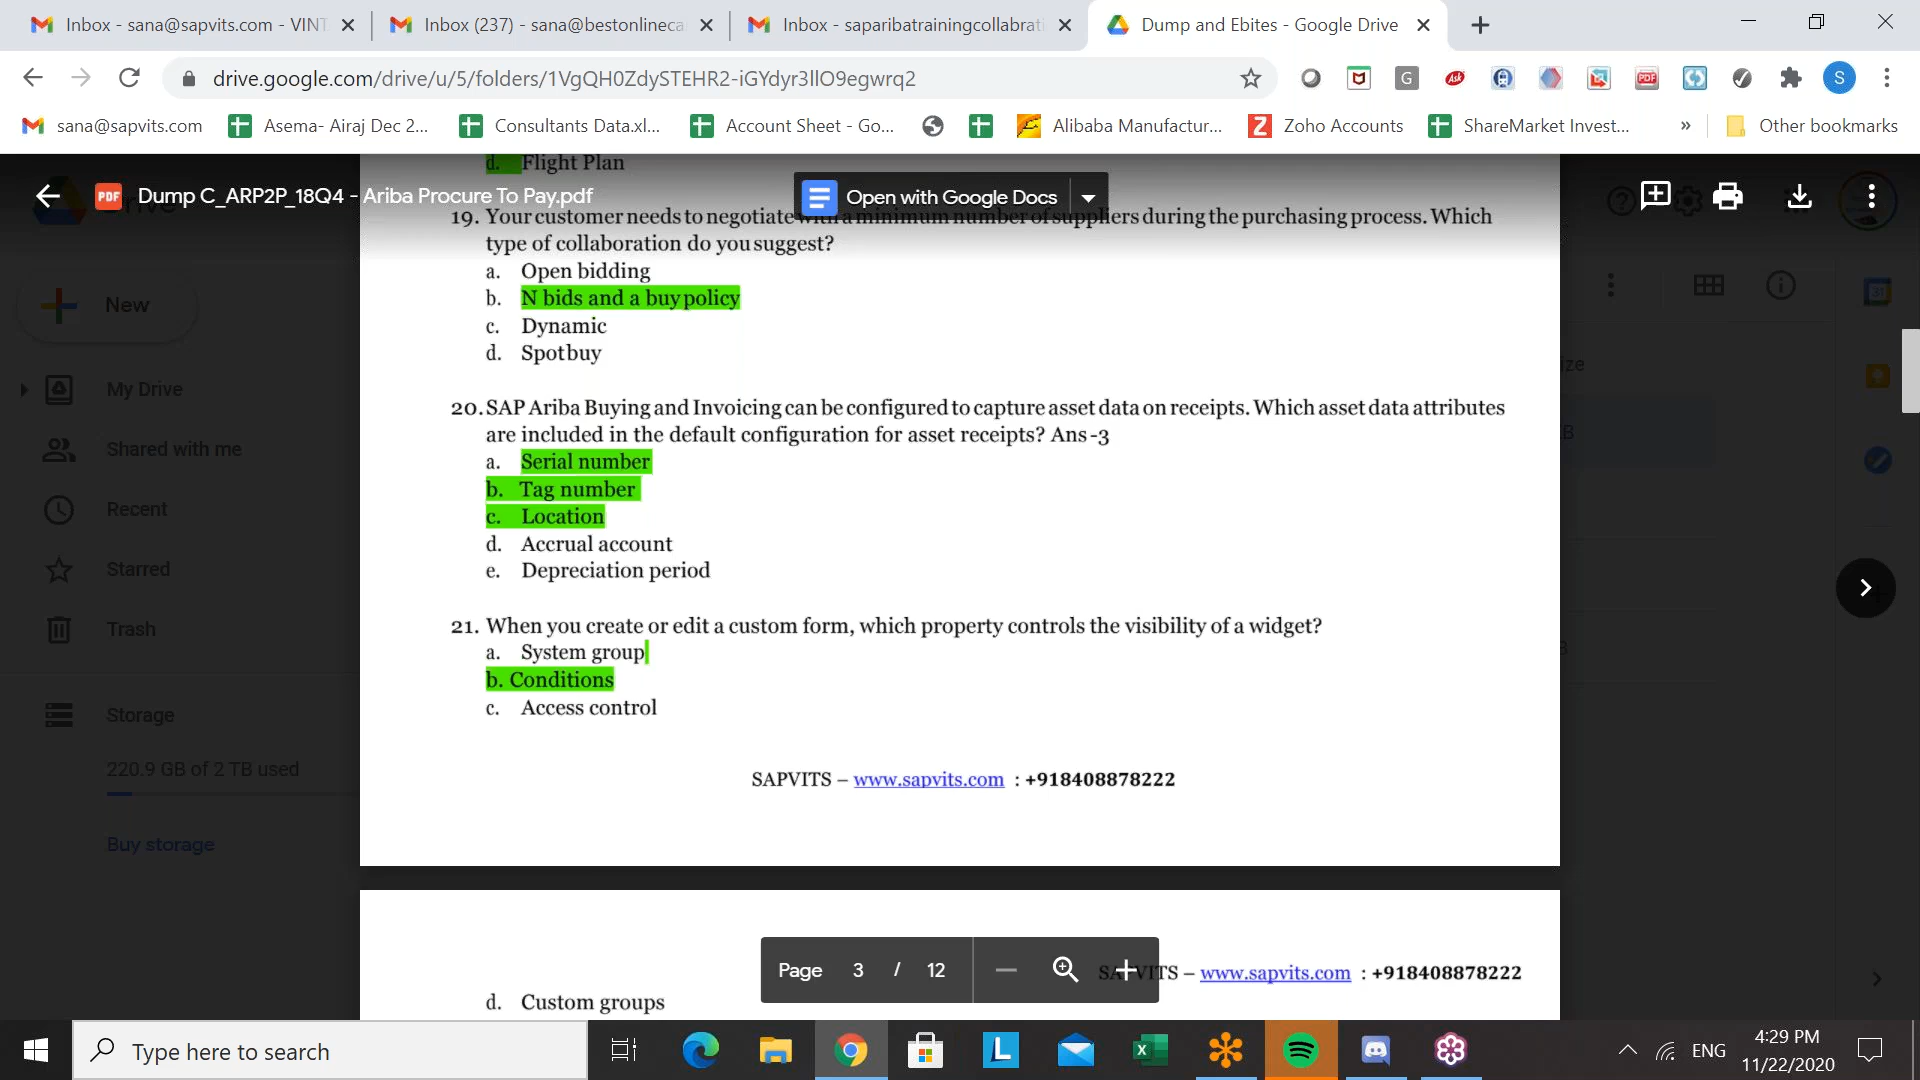 Inbox - sana@sapvits.com - VINT
Inbox (237) - sana@bestonlineca
Inbox - saparibatrainingcollabrati
Dump and Ebites - Google Drive
drive.google.com/drive/u/5/folders/1VgQH0ZdySTEHR2-iGYdyr3llO9egwrq2
G
Ask
PDF
S
sana@sapvits.com
Asema- Airaj Dec 2...
Consultants Data.xl...
Account Sheet - Go...
Alibaba Manufactur...
Z Zoho Accounts
ShareMarket Invest...
»
Other bookmarks
d. Flight Plan
PDF Dump C_ARP2P_18Q4 - Ariba Procure To Pay.pdf
Open with Google Docs
19. Your customer needs to negotiate with a minimum number of suppliers during the purchasing process. Which
type of collaboration do you suggest?
a. Open bidding
b. N bids and a buy policy
c. Dynamic
d. Spot buy
20. SAP Ariba Buying and Invoicing can be configured to capture asset data on receipts. Which asset data attributes
are included in the default configuration for asset receipts? Ans -3
a. Serial number
b. Tag number
c. Location
d. Accrual account
e. Depreciation period
21. When you create or edit a custom form, which property controls the visibility of a widget?
a. System group
b. Conditions
c. Access control
SAPVITS – www.sapvits.com : +918408878222
New
My Drive
Shared with me
Recent
Starred
Trash
Storage
220.9 GB of 2 TB used
Buy storage
31
Page 3 / 12
SAPVITS – www.sapvits.com : +918408878222
d. Custom groups
Type here to search
L
X
ENG
4:29 PM
11/22/2020